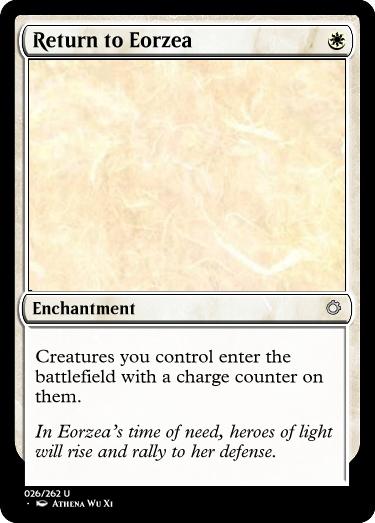 Return to Eorzea
Enchantment
Creatures you control enter the
battlefield with a charge counter on
them.
In Eorzea's time of need, heroes of light
will rise and rally to her defense.
026/262 U
· Athena Wu Xi